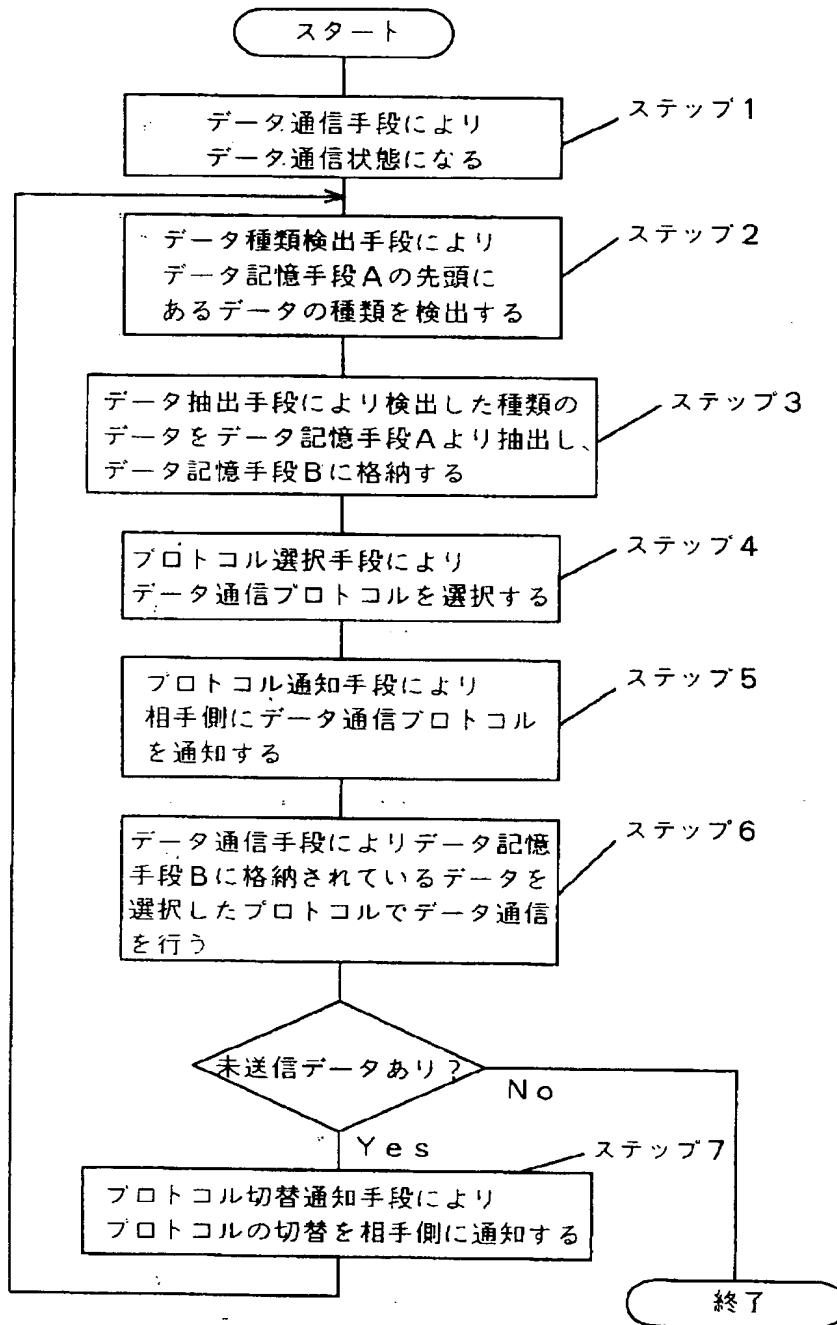 スタート
データ通信手段により
データ通信状態になる
ステップ1
データ種類検出手段により
データ記憶手段Aの先頭に
あるデータの種類を検出する
ステップ2
データ抽出手段により検出した種類の
データをデータ記憶手段Aより抽出し、
データ記憶手段Bに格納する
ステップ3
プロトコル選択手段により
データ通信プロトコルを選択する
ステップ4
プロトコル通知手段により
相手側にデータ通信プロトコル
を通知する
ステップ5
データ通信手段によりデータ記憶
手段Bに格納されているデータを
選択したプロトコルでデータ通信
を行う
ステップ6
未送信データあり?
No
Yes
ステップ7
プロトコル切替通知手段により
プロトコルの切替を相手側に通知する
終了